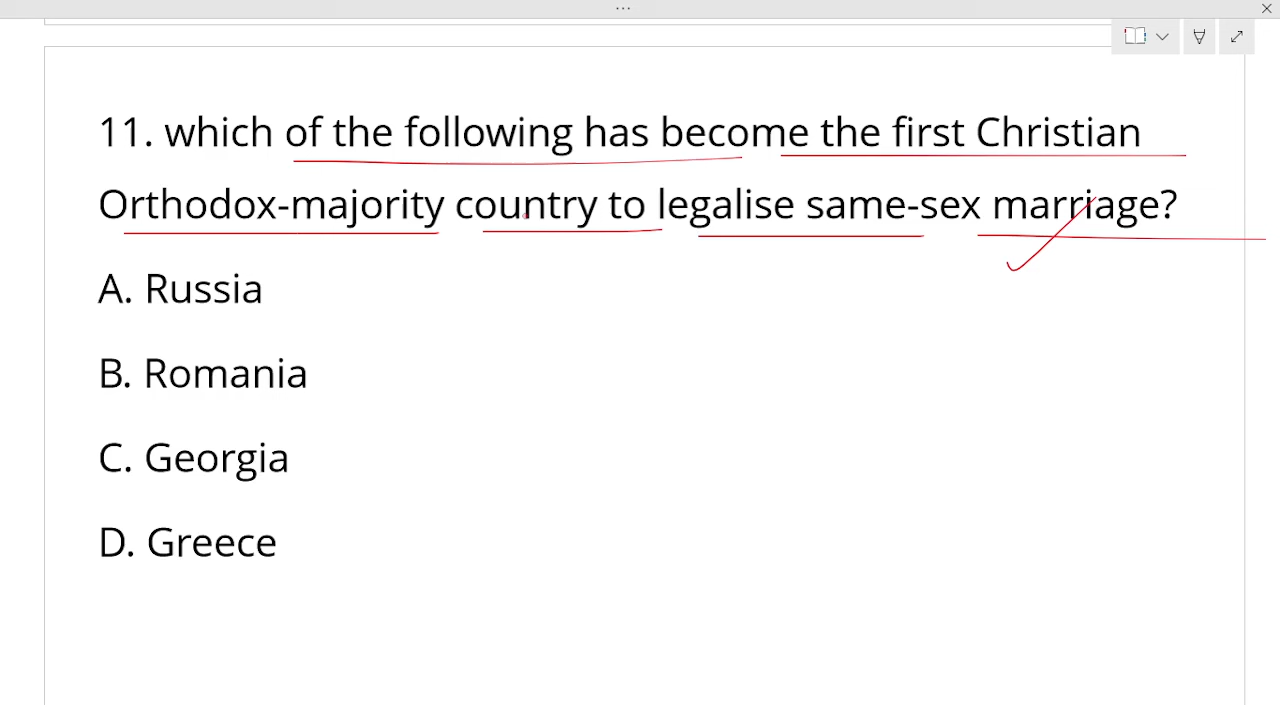 11. which of the following has become the first Christian
Orthodox-majority country to legalise same-sex marriage?
A. Russia
B. Romania
C. Georgia
D. Greece